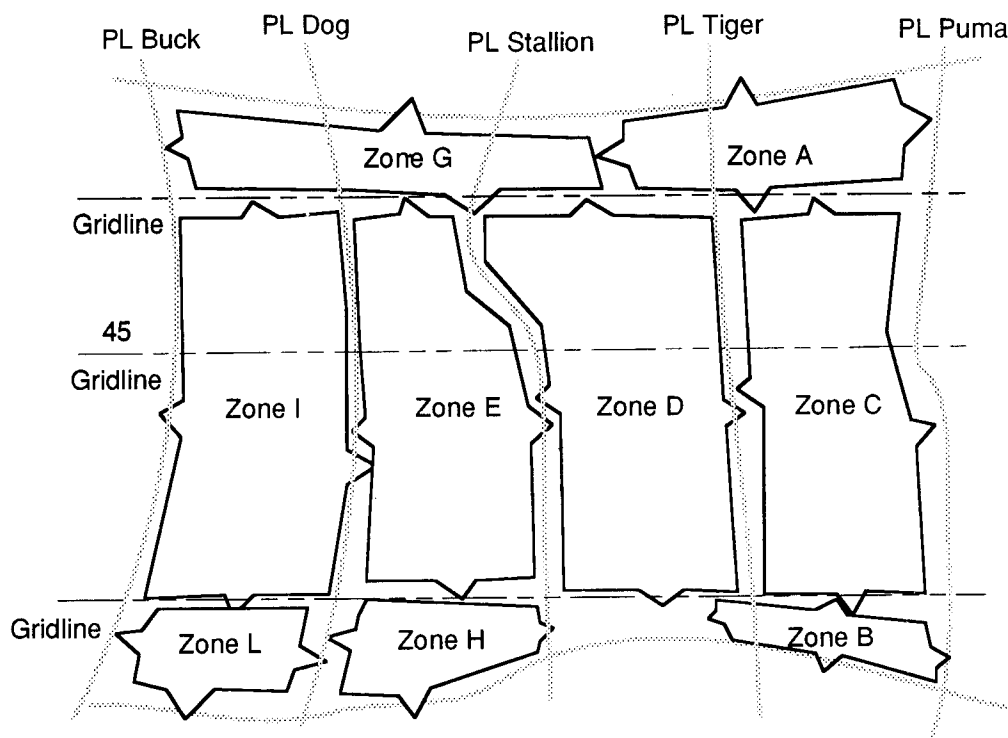 PL Buck
PL Dog
PL Stallion
PL Tiger
PL Puma
Zone G
Zone A
Gridline
45
Gridline
Zone I
Zone E
Zone D
Zone C
Gridline
Zone L
Zone H
Zone B